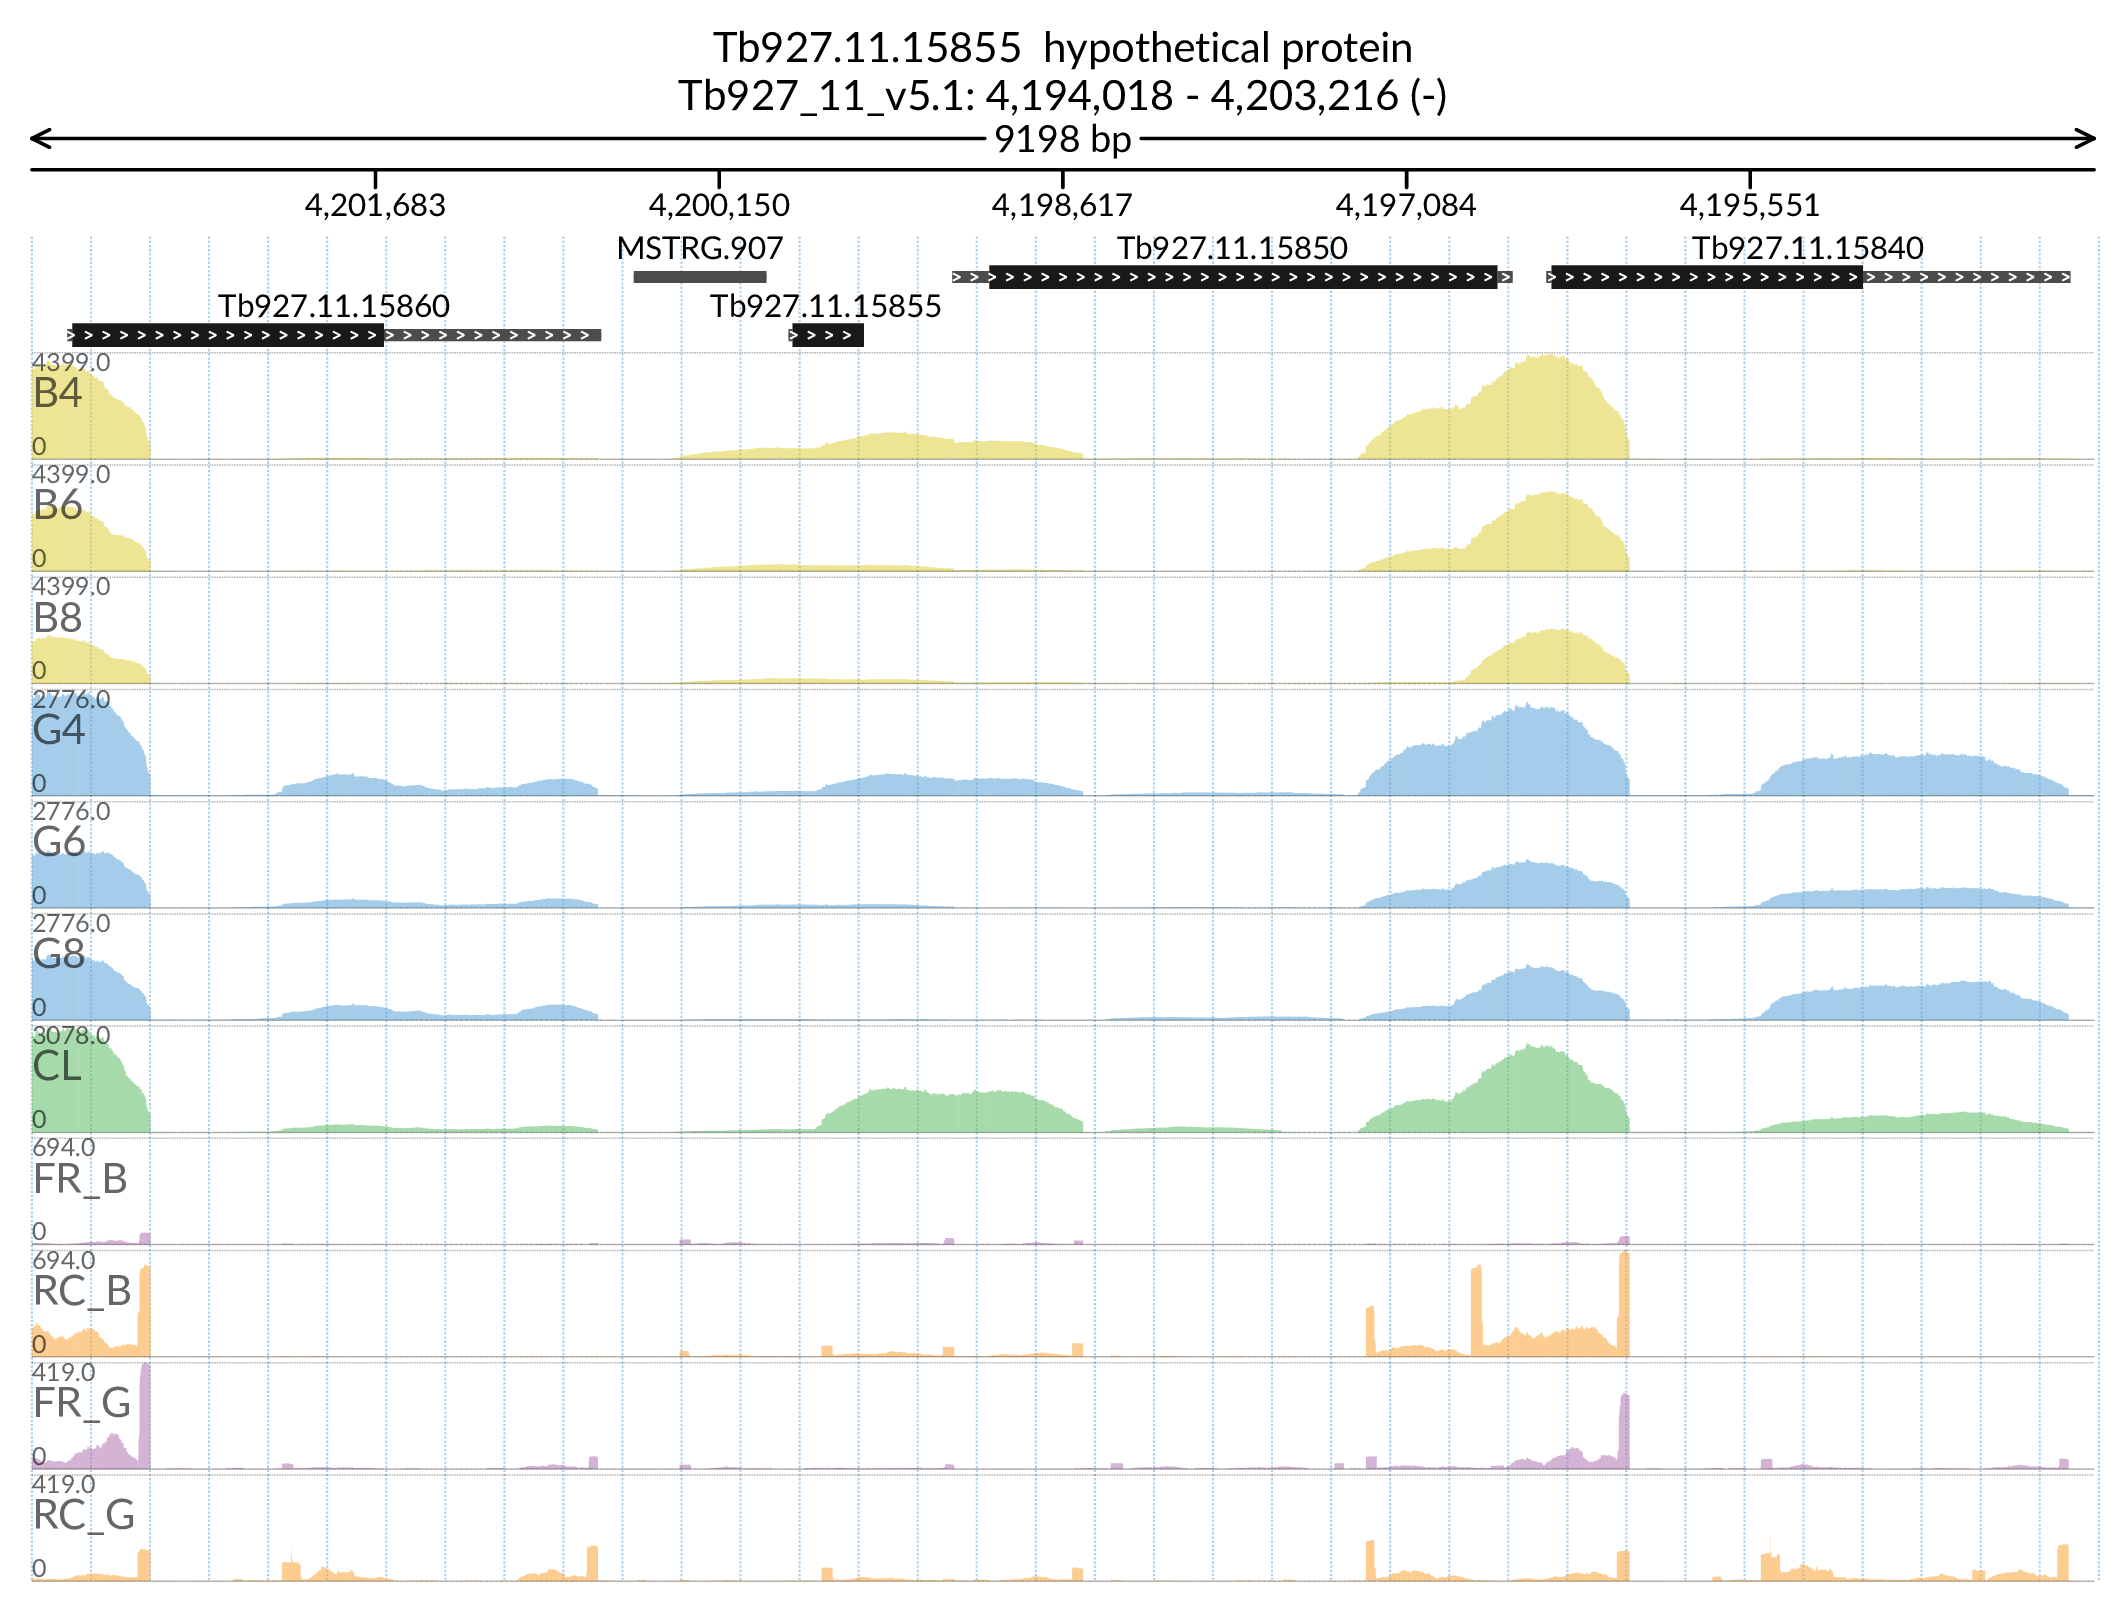 Tb927.11.15855  hypothetical protein
Tb927_11_v5.1: 4,194,018 - 4,203,216 (-)
9198 bp
4,201,683 4,200,150 4,198,617 4,197,084 4,195,551
MSTRG.907 Tb927.11.15850 Tb927.11.15840
Tb927.11.15860 Tb927.11.15855
4399.0
B4
0
4399.0
B6
0
4399.0
B8
0
2776.0
G4
0
2776.0
G6
0
2776.0
G8
0
3078.0
CL
0
694.0
FR_B
0
694.0
RC_B
0
419.0
FR_G
0
419.0
RC_G
0